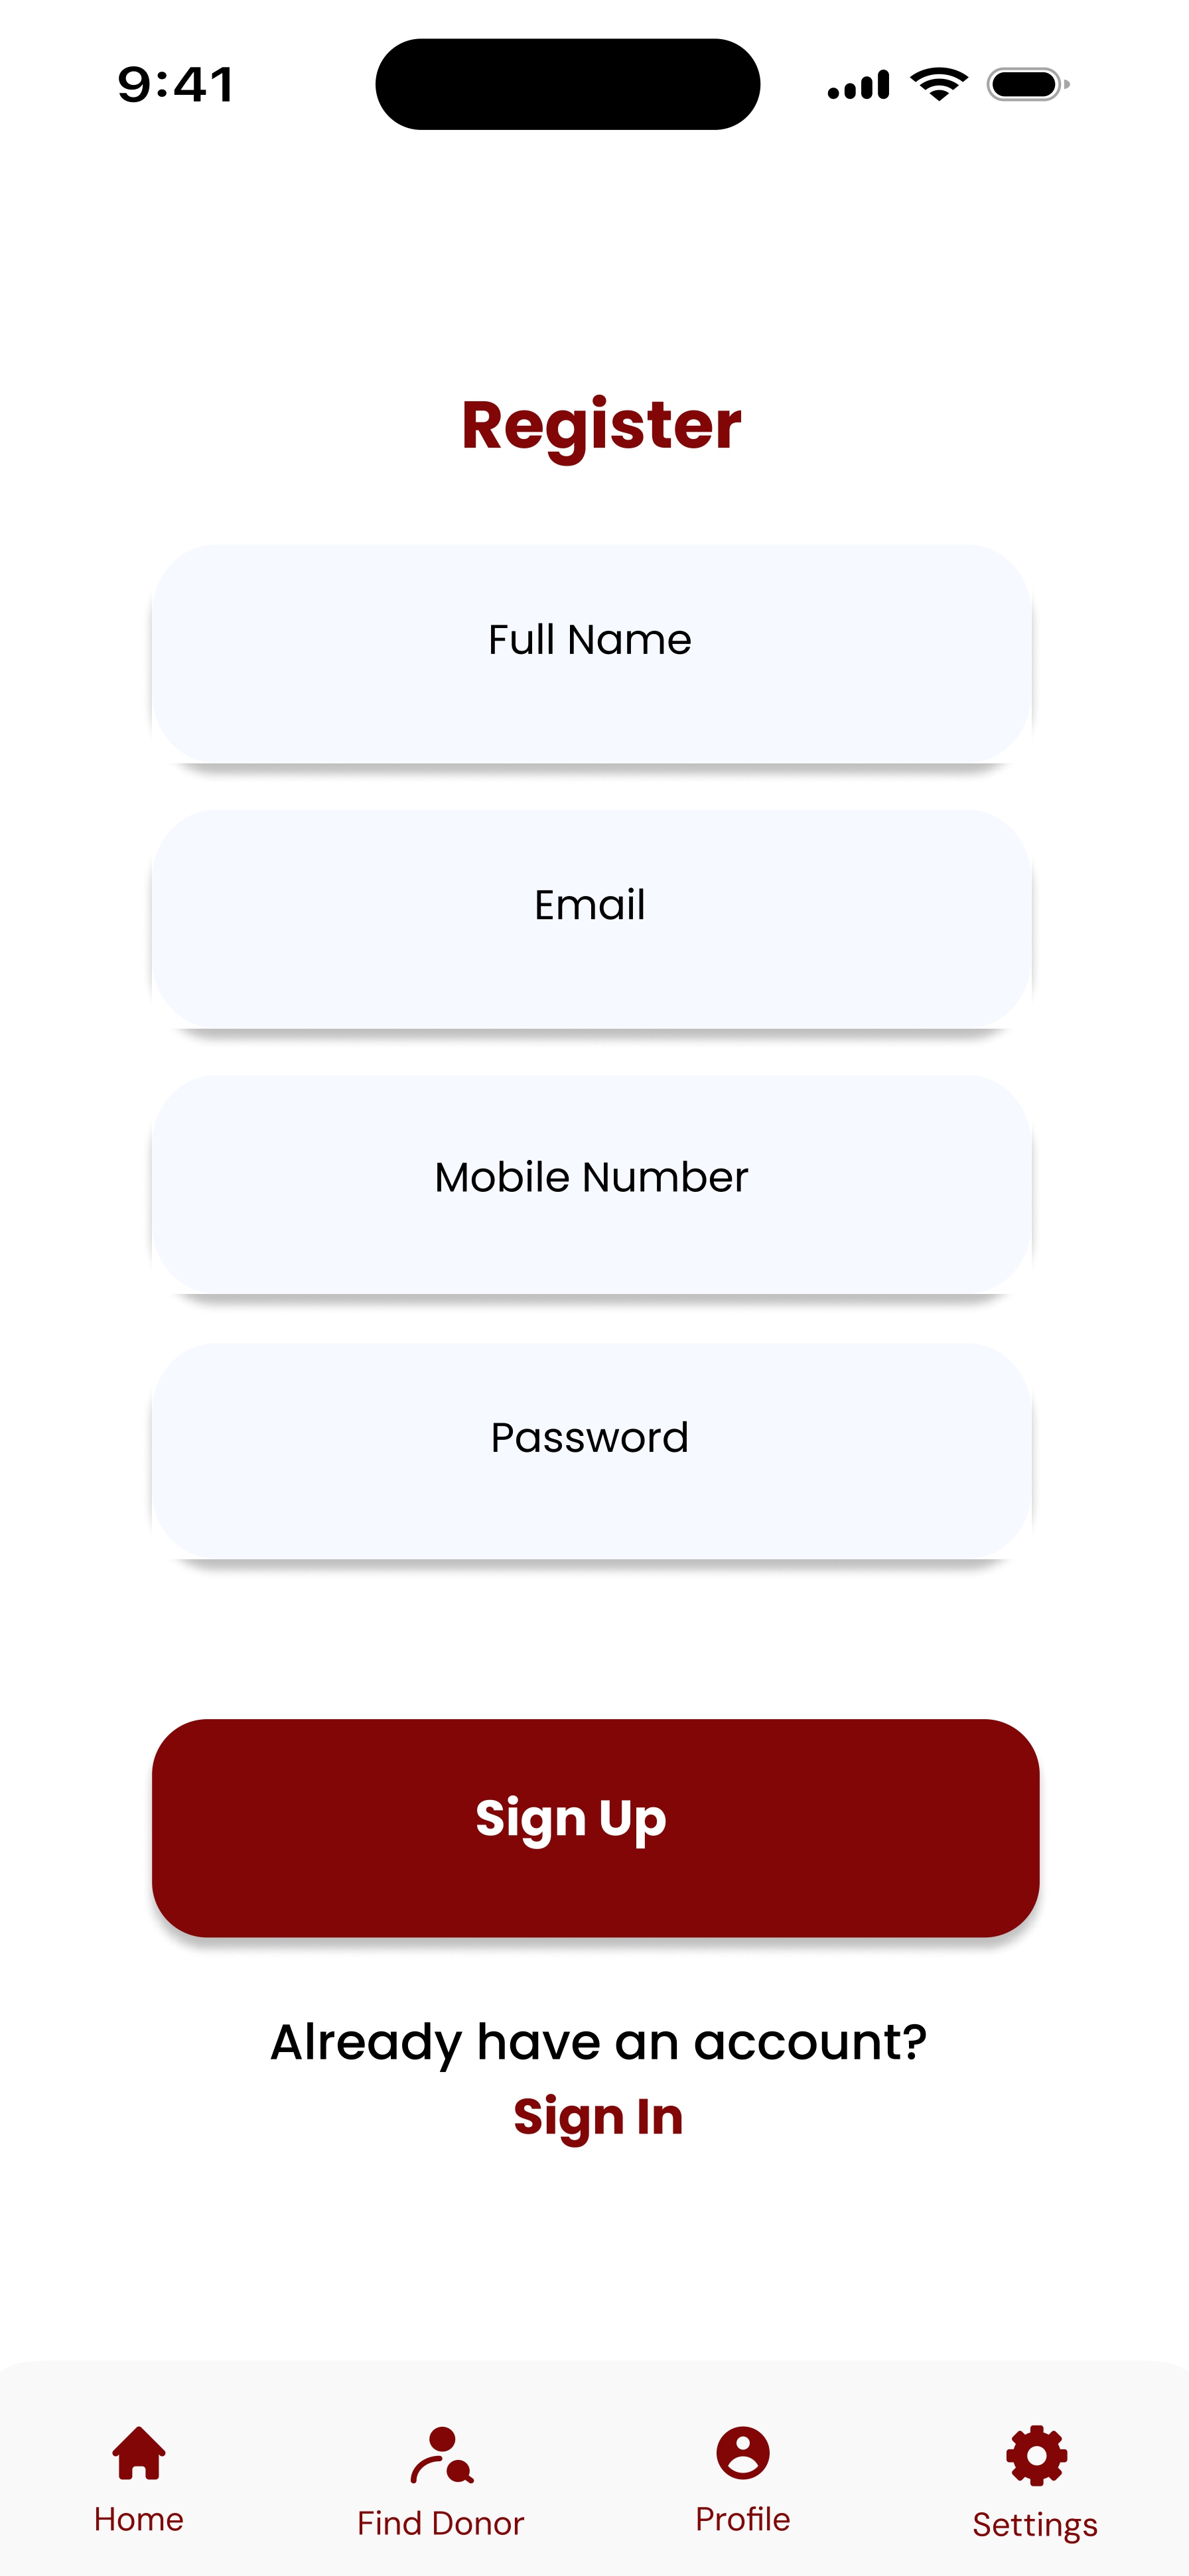 9:41
Register
Full Name
Email
Mobile Number
Password
Sign Up
Already have an account?
Sign In
Home
Find Donor
Profile
Settings